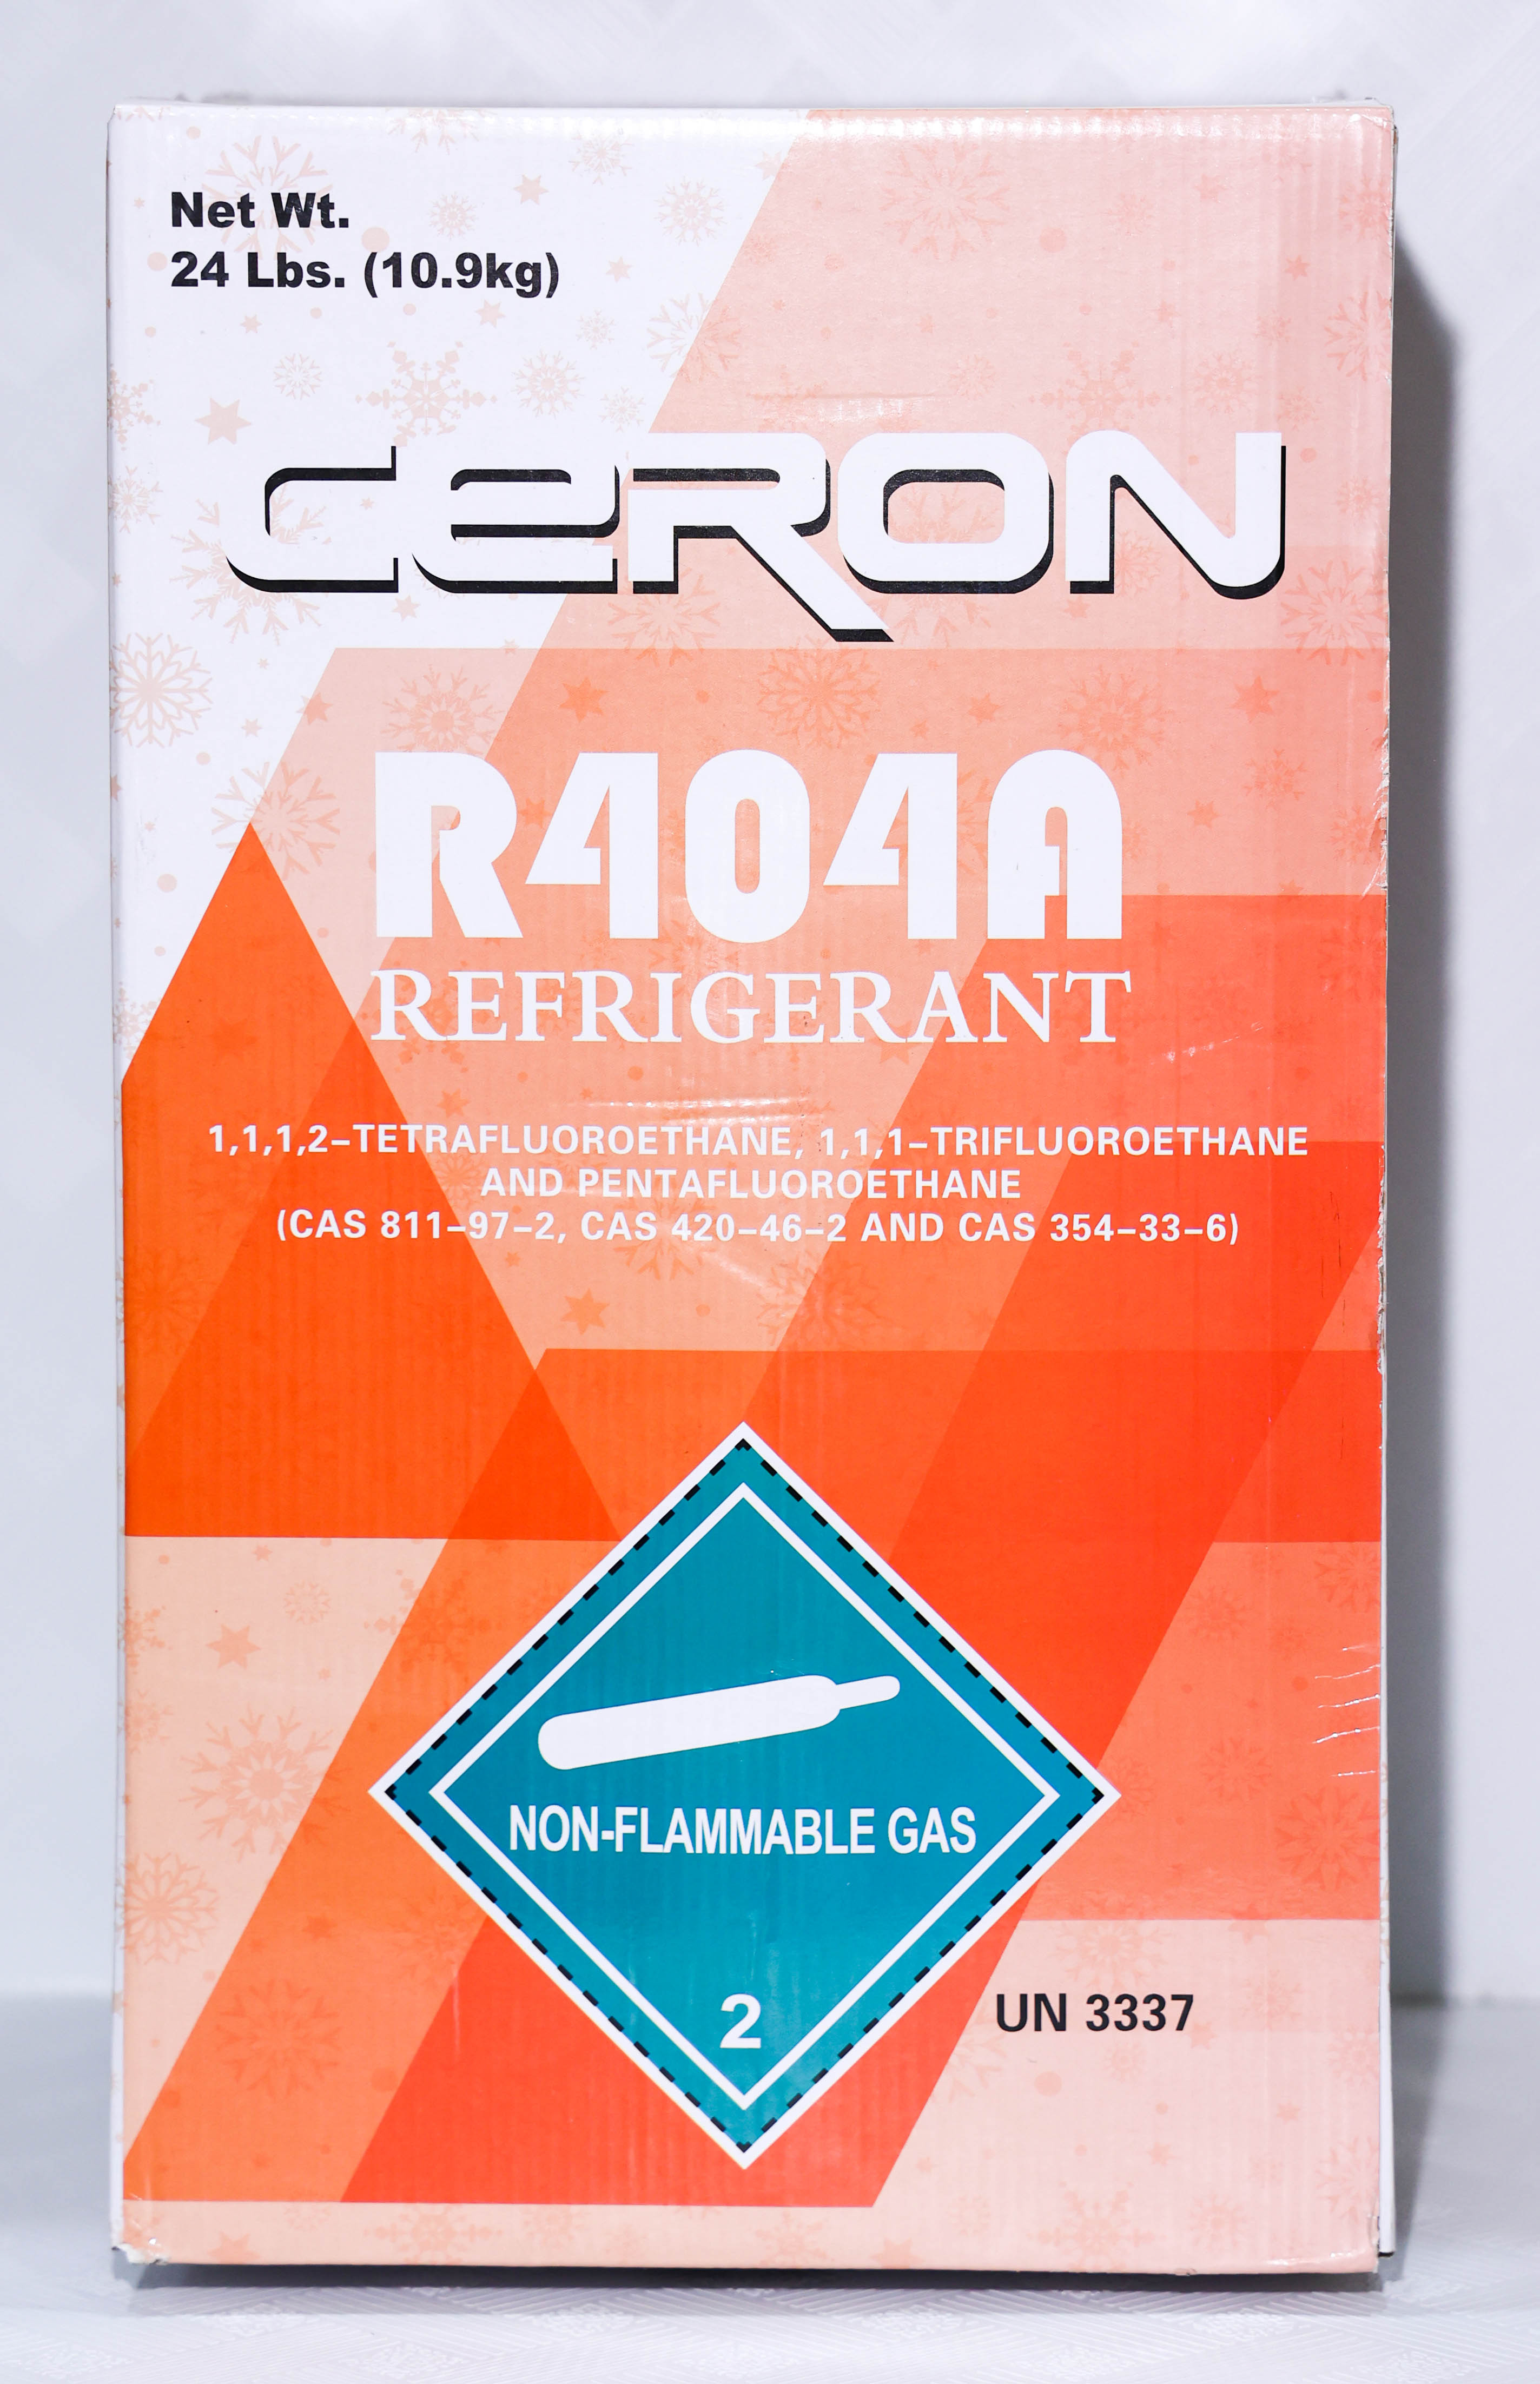 Net Wt.
24 Lbs. (10.9kg)
CERON
R404A
REFRIGERANT
1,1,1,2-TETRAFLUOROETHANE, 1,1,1-TRIFLUOROETHANE
AND PENTAFLUOROETHANE
(CAS 811-97-2, CAS 420-46-2 AND CAS 354-33-6)
NON-FLAMMABLE GAS
2
UN 3337